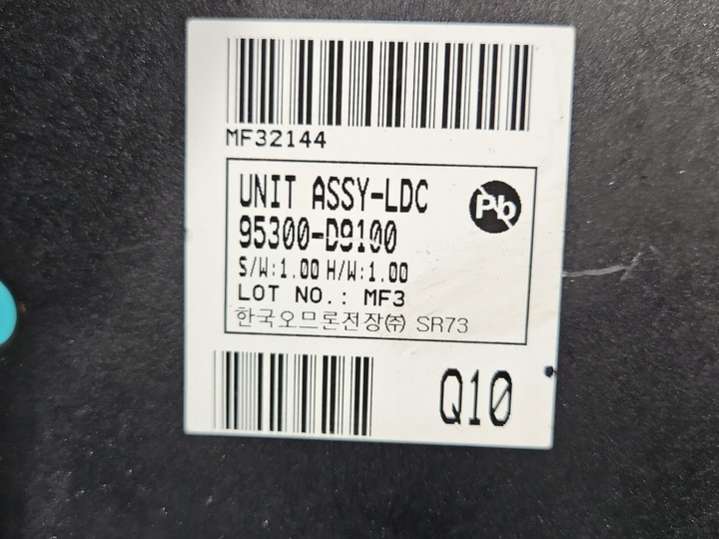 MF32144
UNIT ASSY-LDC
Pb
95300-D9100
S/W:1.00 H/W:1.00
LOT NO.: MF3
한국오므론전장㈜ SR73
Q10